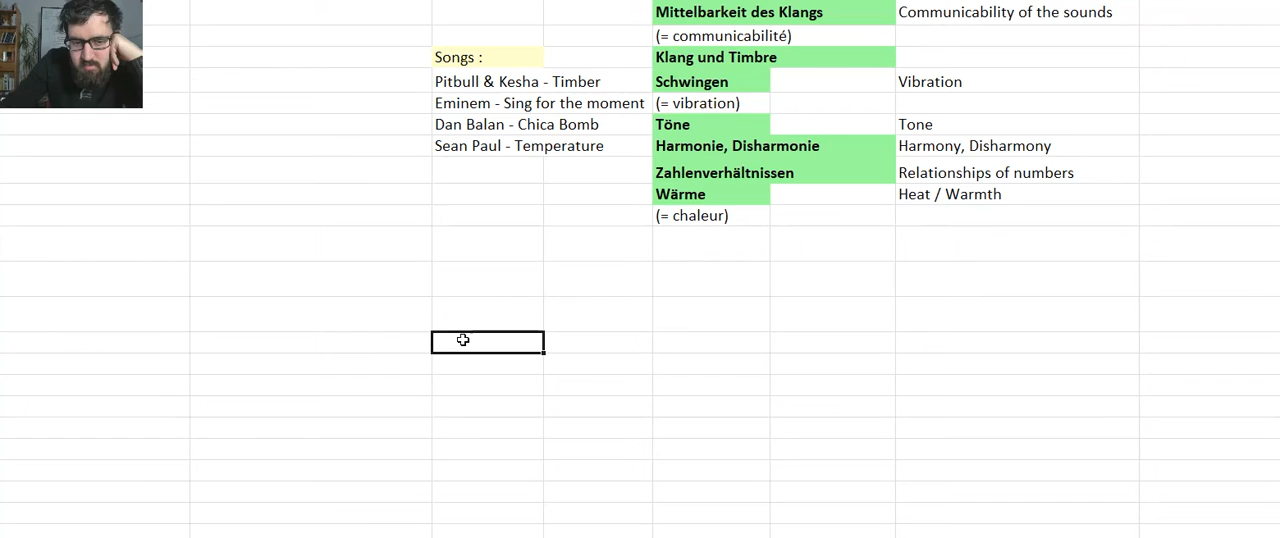 Mittelbarkeit des Klangs Communicability of the sounds
(= communicabilité)
Songs : Klang und Timbre
Pitbull & Kesha - Timber Schwingen Vibration
Eminem - Sing for the moment (= vibration)
Dan Balan - Chica Bomb Töne Tone
Sean Paul - Temperature Harmonie, Disharmonie Harmony, Disharmony
Zahlenverhältnissen Relationships of numbers
Wärme Heat / Warmth
(= chaleur)